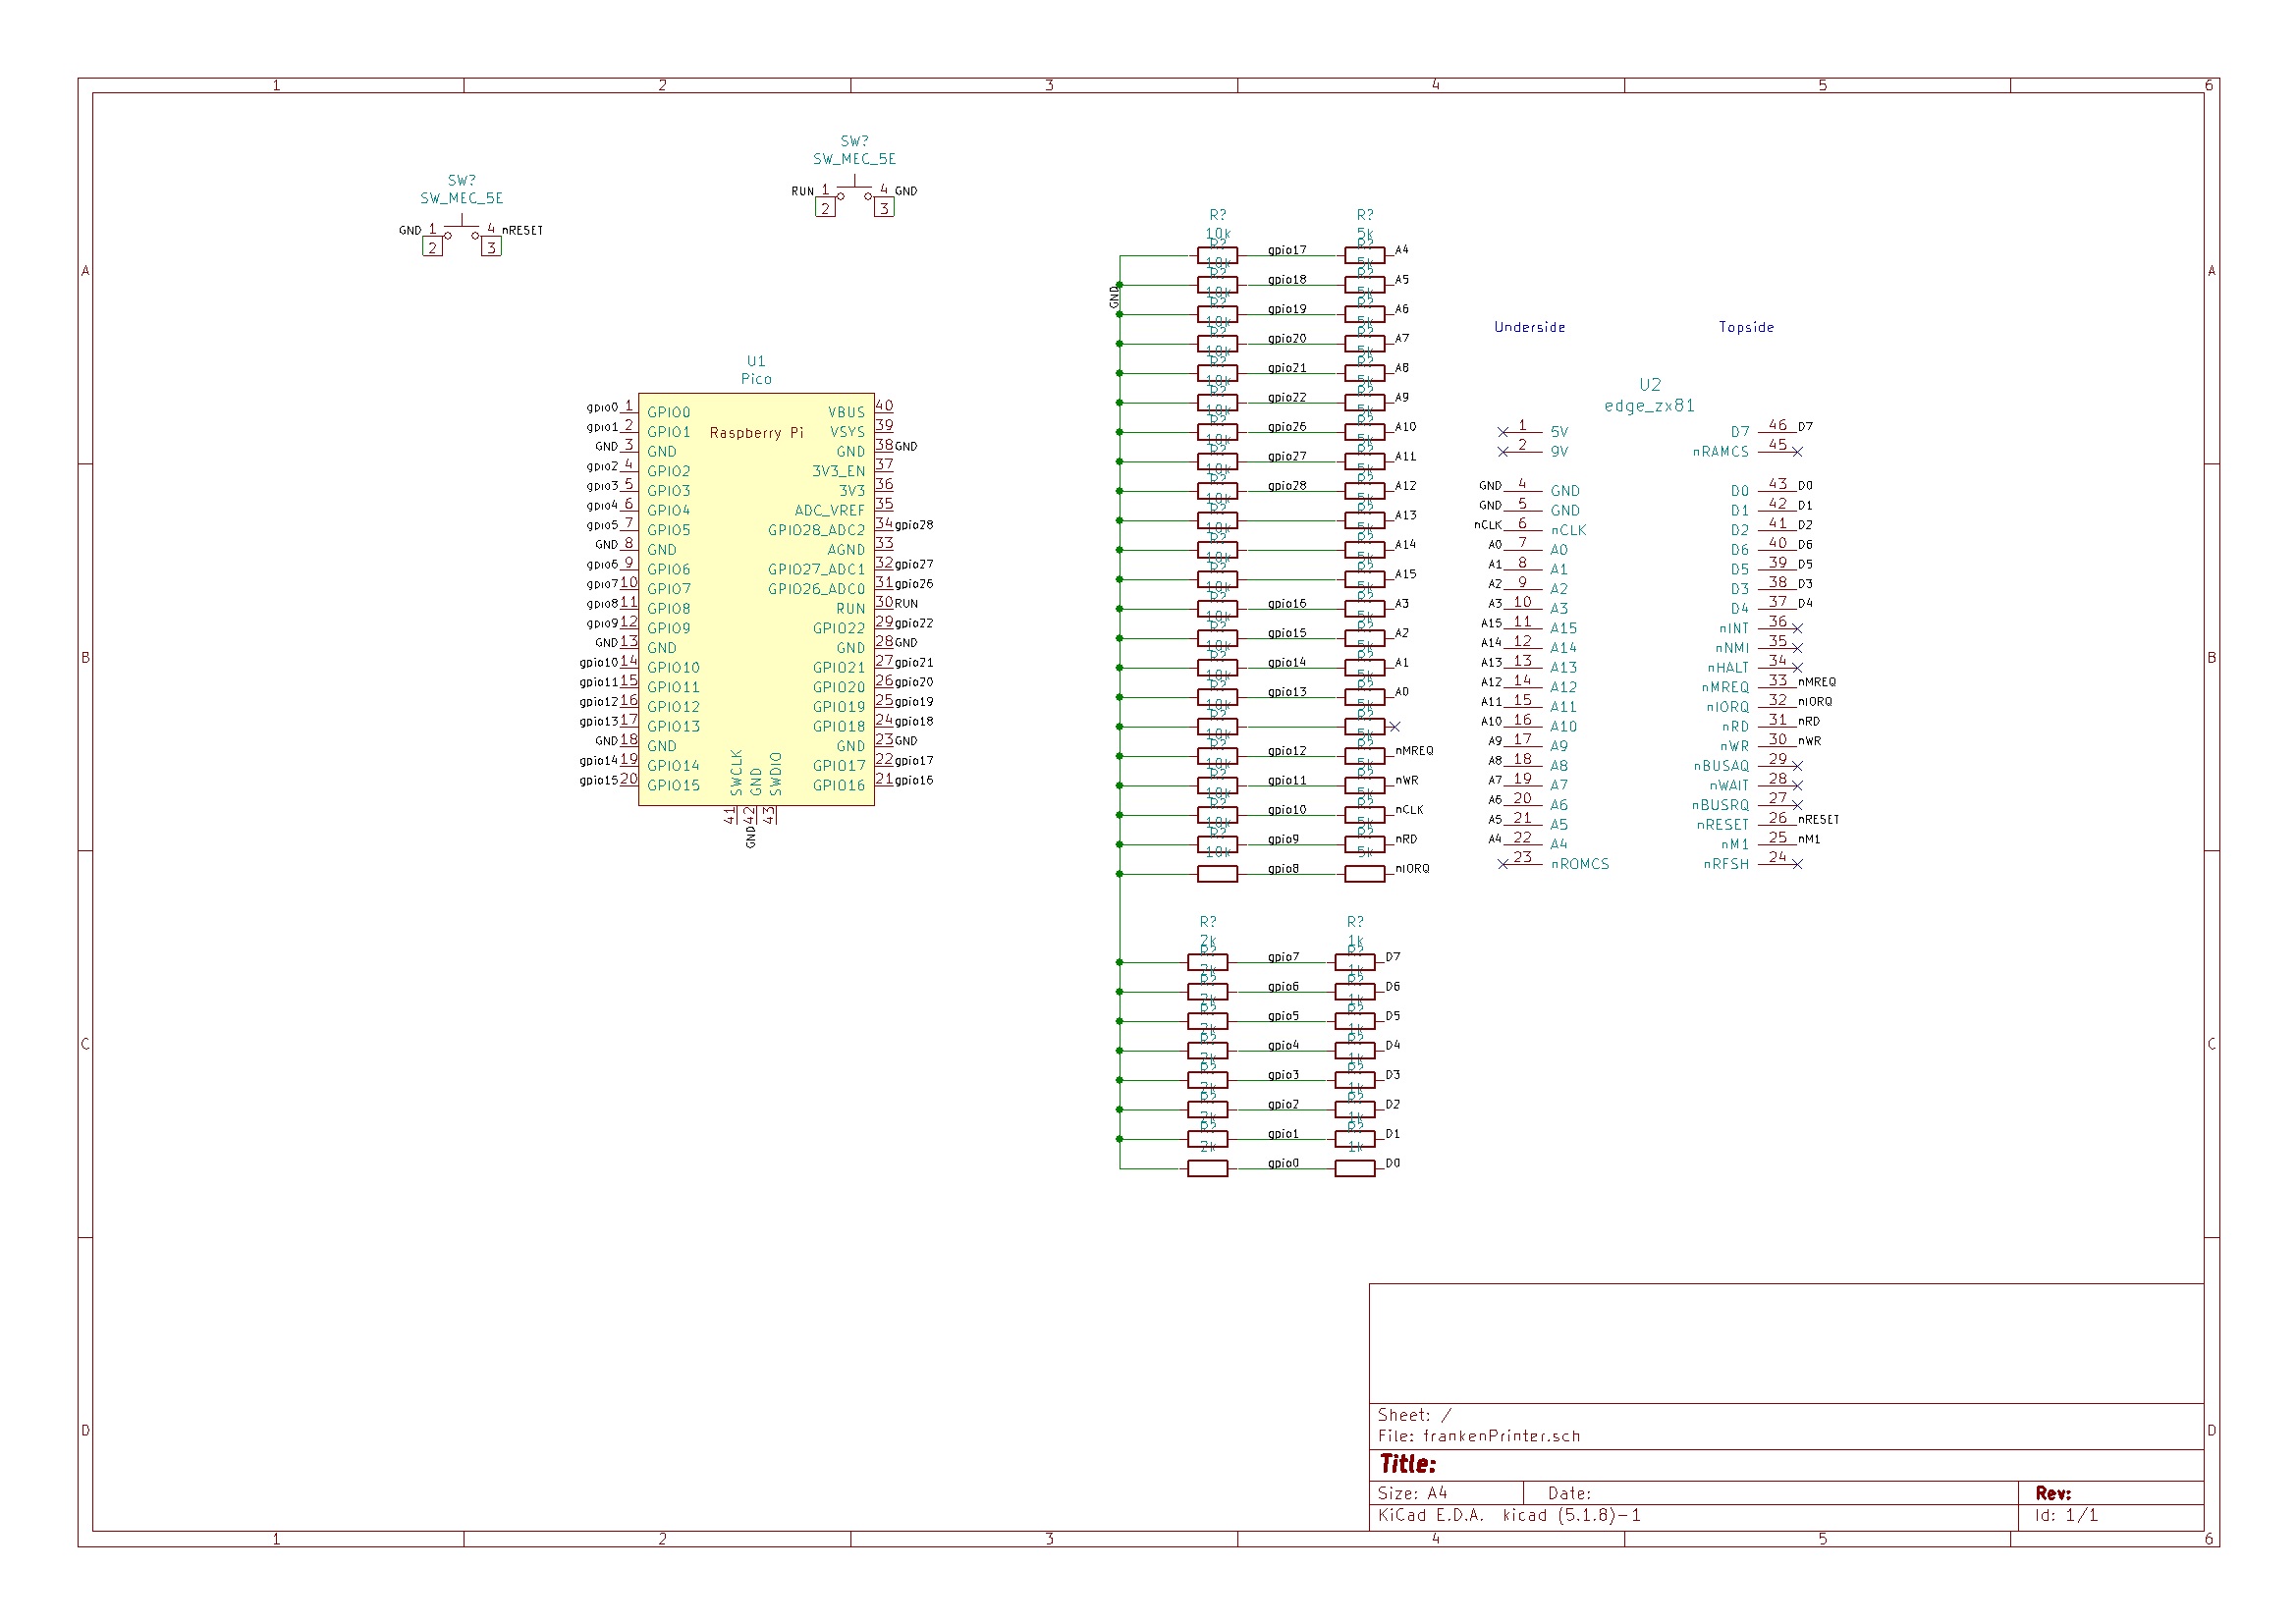 1 2 3 4 5 6
A A
B B
C C
D D
SW?
SW_MEC_5E
RUN 1 4 GND
2 3
SW?
SW_MEC_5E
GND 1 4 nRESET
2 3
U1
Pico
Raspberry Pi
gpio0 1 GPIO0 VBUS 40
gpio1 2 GPIO1 VSYS 39
GND 3 GND GND 38 GND
gpio2 4 GPIO2 3V3_EN 37
gpio3 5 GPIO3 3V3 36
gpio4 6 GPIO4 ADC_VREF 35
gpio5 7 GPIO5 GPIO28_ADC2 34 gpio28
GND 8 GND AGND 33
gpio6 9 GPIO6 GPIO27_ADC1 32 gpio27
gpio7 10 GPIO7 GPIO26_ADC0 31 gpio26
gpio8 11 GPIO8 RUN 30 RUN
gpio9 12 GPIO9 GPIO22 29 gpio22
GND 13 GND GND 28 GND
gpio10 14 GPIO10 GPIO21 27 gpio21
gpio11 15 GPIO11 GPIO20 26 gpio20
gpio12 16 GPIO12 GPIO19 25 gpio19
gpio13 17 GPIO13 GPIO18 24 gpio18
GND 18 GND GND 23 GND
gpio14 19 GPIO14 GPIO17 22 gpio17
gpio15 20 GPIO15 GPIO16 21 gpio16
SWCLK GND SWDIO
41 42 43
GND
R? R?
10k 5k
GND
gpio17 A4
gpio18 A5
gpio19 A6
gpio20 A7
gpio21 A8
gpio22 A9
gpio26 A10
gpio27 A11
gpio28 A12
A13
A14
A15
gpio16 A3
gpio15 A2
gpio14 A1
gpio13 A0
gpio12 nMREQ
gpio11 nWR
gpio10 nCLK
gpio9 nRD
10k 5k
gpio8 nIORQ
R? R?
2k 1k
gpio7 D7
gpio6 D6
gpio5 D5
gpio4 D4
gpio3 D3
gpio2 D2
gpio1 D1
2k 1k
gpio0 D0
Underside Topside
U2
edge_zx81
1 5V D7 46 D7
2 9V nRAMCS 45
GND 4 GND D0 43 D0
GND 5 GND D1 42 D1
nCLK 6 nCLK D2 41 D2
A0 7 A0 D6 40 D6
A1 8 A1 D5 39 D5
A2 9 A2 D3 38 D3
A3 10 A3 D4 37 D4
A15 11 A15 nINT 36
A14 12 A14 nNMI 35
A13 13 A13 nHALT 34
A12 14 A12 nMREQ 33 nMREQ
A11 15 A11 nIORQ 32 nIORQ
A10 16 A10 nRD 31 nRD
A9 17 A9 nWR 30 nWR
A8 18 A8 nBUSAQ 29
A7 19 A7 nWAIT 28
A6 20 A6 nBUSRQ 27
A5 21 A5 nRESET 26 nRESET
A4 22 A4 nM1 25 nM1
23 nROMCS nRFSH 24
Sheet: /
File: frankenPrinter.sch
Title:
Size: A4 Date: Rev:
KiCad E.D.A. kicad (5.1.8)-1 Id: 1/1
1 2 3 4 5 6